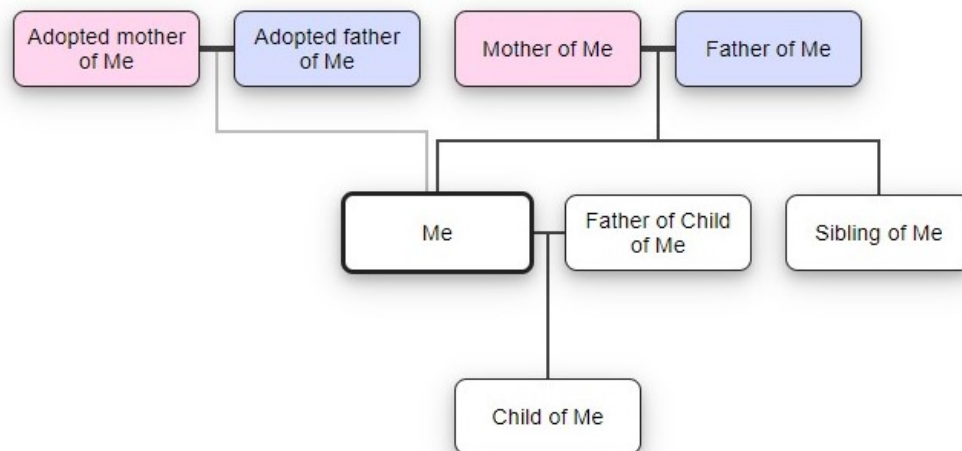 Adopted mother
of Me
Adopted father
of Me
Mother of Me
Father of Me
Me
Father of Child
of Me
Sibling of Me
Child of Me